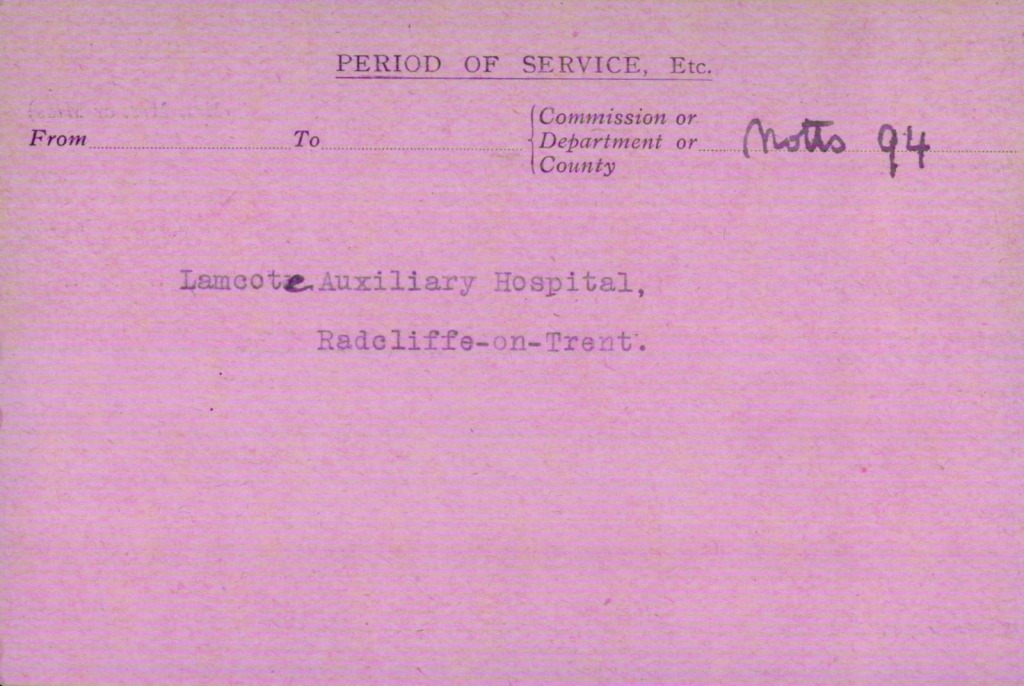 PERIOD OF SERVICE, Etc.
From To {Commission or Department or County Notts 94
Lamcote Auxiliary Hospital,
Radcliffe-on-Trent.